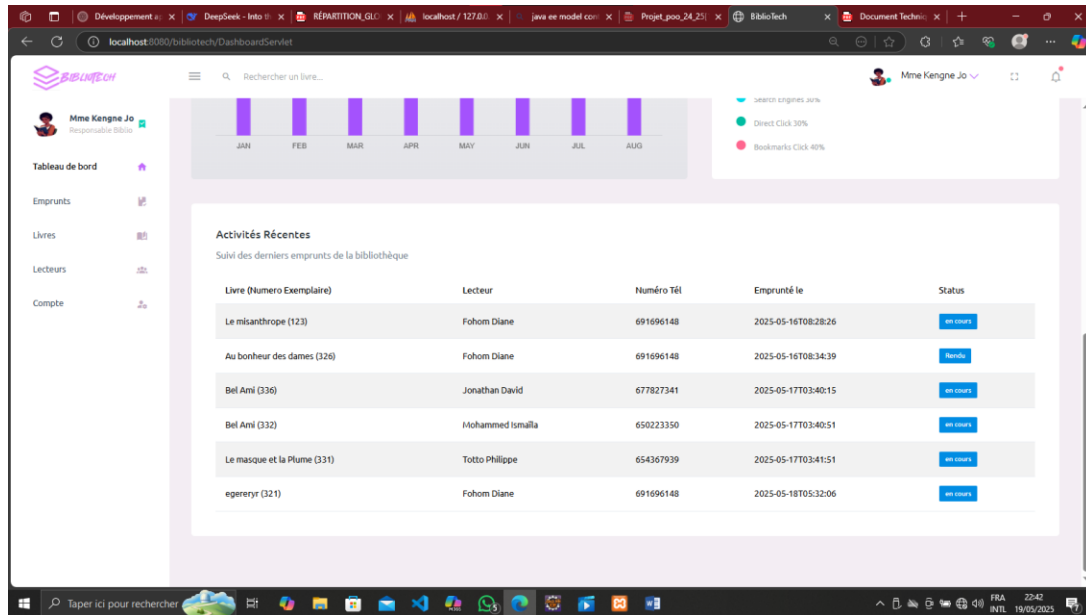 Développement a
DeepSeek - Into th
RÉPARTITION_GLO
localhost / 127.0.0.
java ee model con
Projet_poo_24_25(
BiblioTech
Document Techniq
localhost:8080/bibliotech/DashboardServlet
BIBLIOTECH
Rechercher un livre...
Mme Kengne Jo
Mme Kengne Jo
Responsable Biblio
Tableau de bord
Emprunts
Livres
Lecteurs
Compte
JAN FEB MAR APR MAY JUN JUL AUG
Search Engines 30%
Direct Click 30%
Bookmarks Click 40%
Activités Récentes
Suivi des derniers emprunts de la bibliothèque
Livre (Numero Exemplaire) Lecteur Numéro Tél Emprunté le Status
Le misanthrope (123) Fohom Diane 691696148 2025-05-16T08:28:26 en cours
Au bonheur des dames (326) Fohom Diane 691696148 2025-05-16T08:34:39 Rendu
Bel Ami (336) Jonathan David 677827341 2025-05-17T03:40:15 en cours
Bel Ami (332) Mohammed Ismaïla 650223350 2025-05-17T03:40:51 en cours
Le masque et la Plume (331) Totto Philippe 654367939 2025-05-17T03:41:51 en cours
egereryr (321) Fohom Diane 691696148 2025-05-18T05:32:06 en cours
Taper ici pour rechercher
FRA
INTL
22:42
19/05/2025